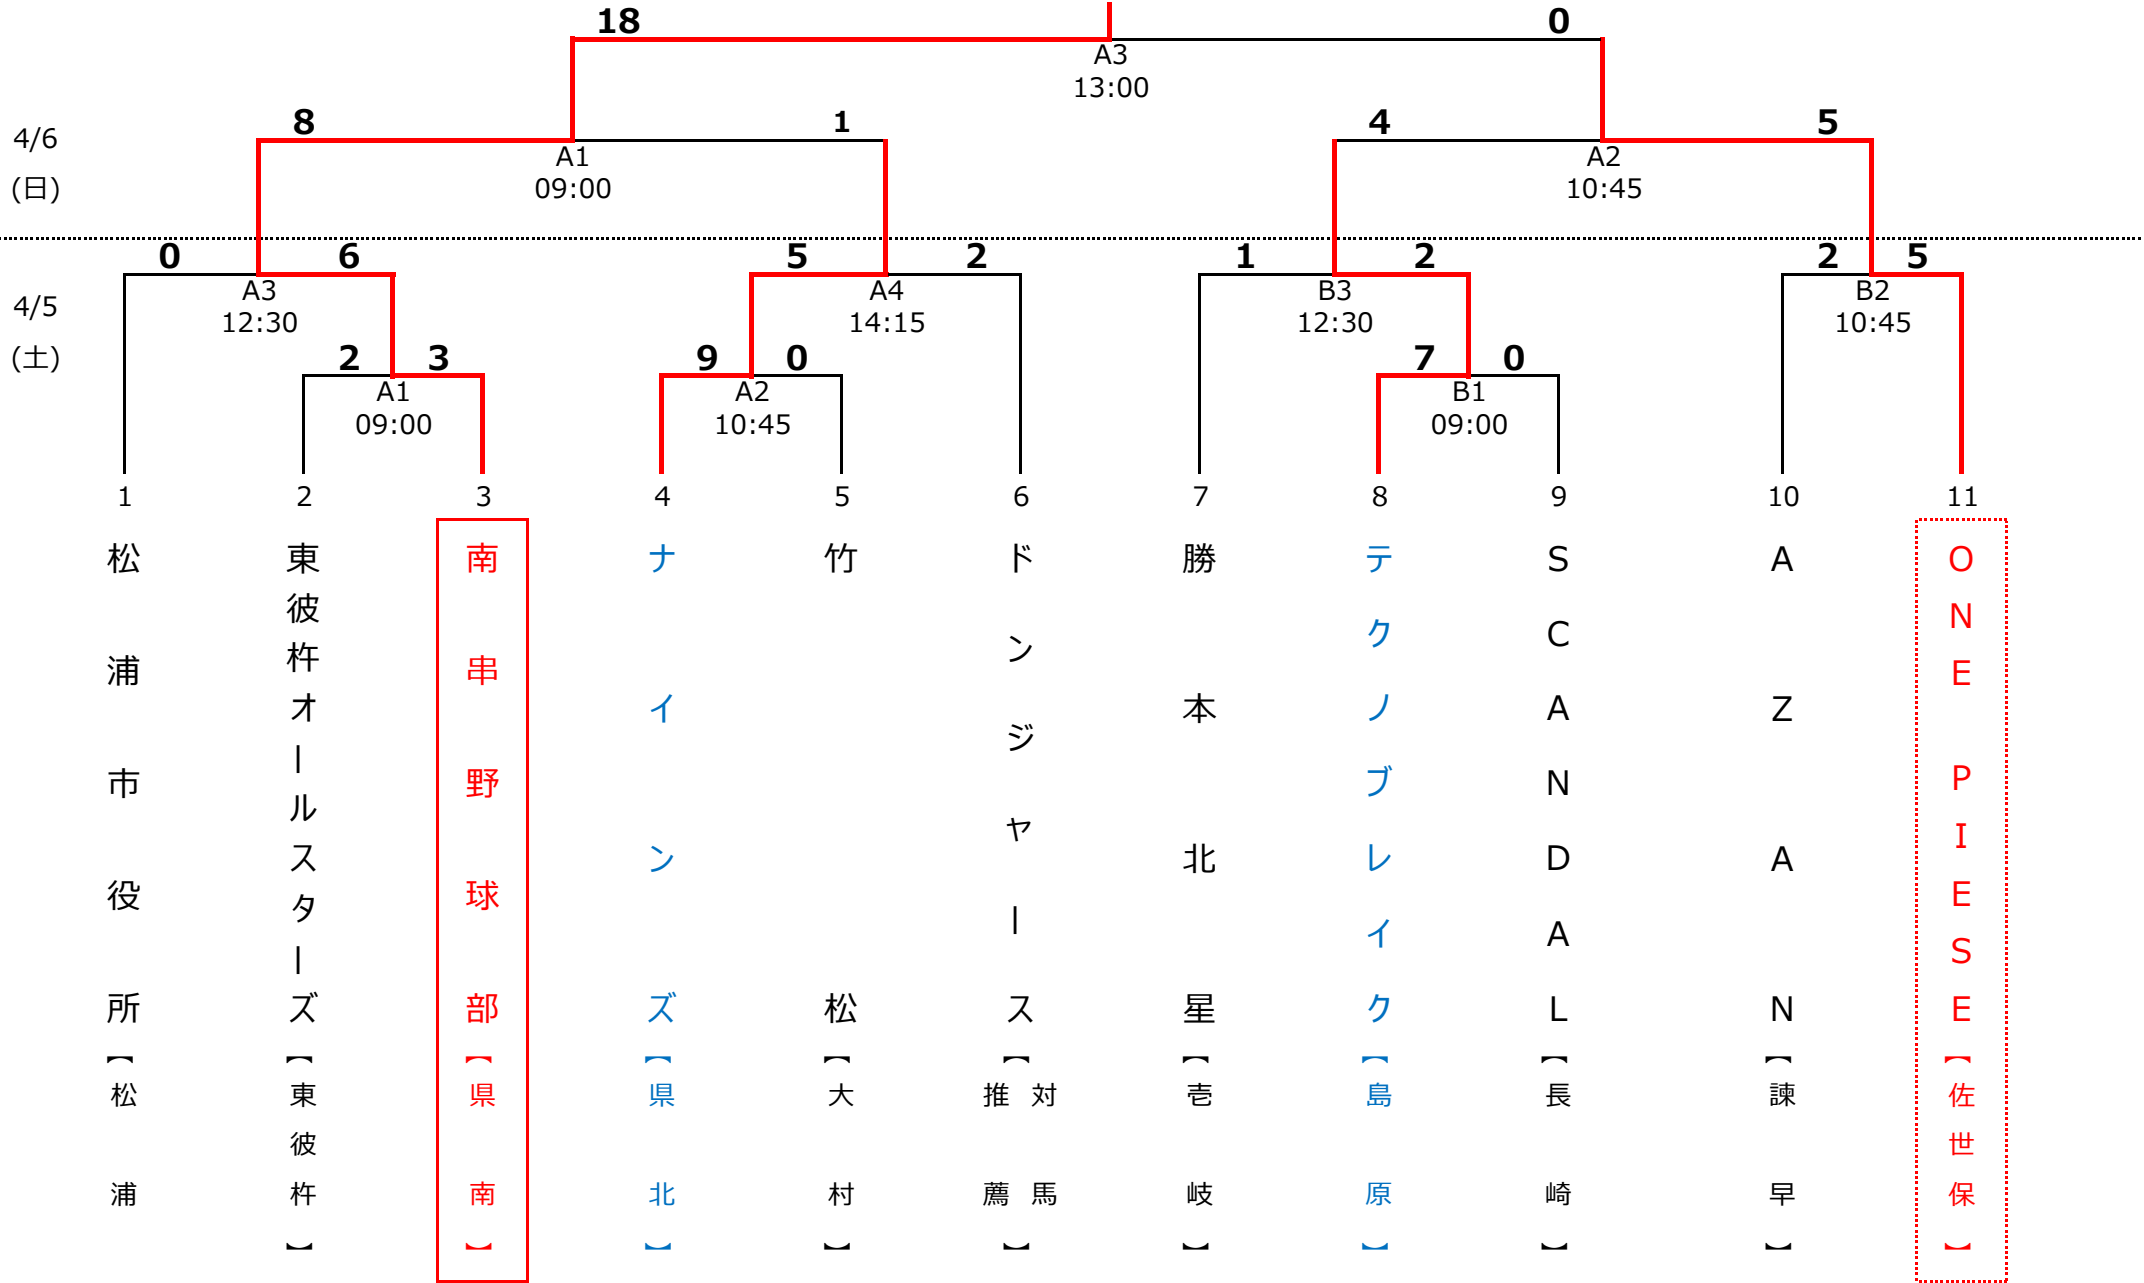 18 0
A3
13:00
4/6
(日)
8 1 4 5
A1 A2
09:00 10:45
0 6 5 2 1 2 2 5
4/5
(土)
A3 A4 B3 B2
12:30 14:15 12:30 10:45
2 3 9 0 7 0
A1 A2 B1
09:00 10:45 09:00
1 2 3 4 5 6 7 8 9 10 11
松浦市役所【松浦
東彼杵オールスターズ【東彼杵】
南串野球部【県南】
ナインズ【県北】
竹松【大村】
ドンジャース【対馬
推薦】
勝本北星【壱岐】
テクノブレイク【島原】
SCANDAL【長崎】
AZAN【諫早】
ONE PIESE【佐世保】